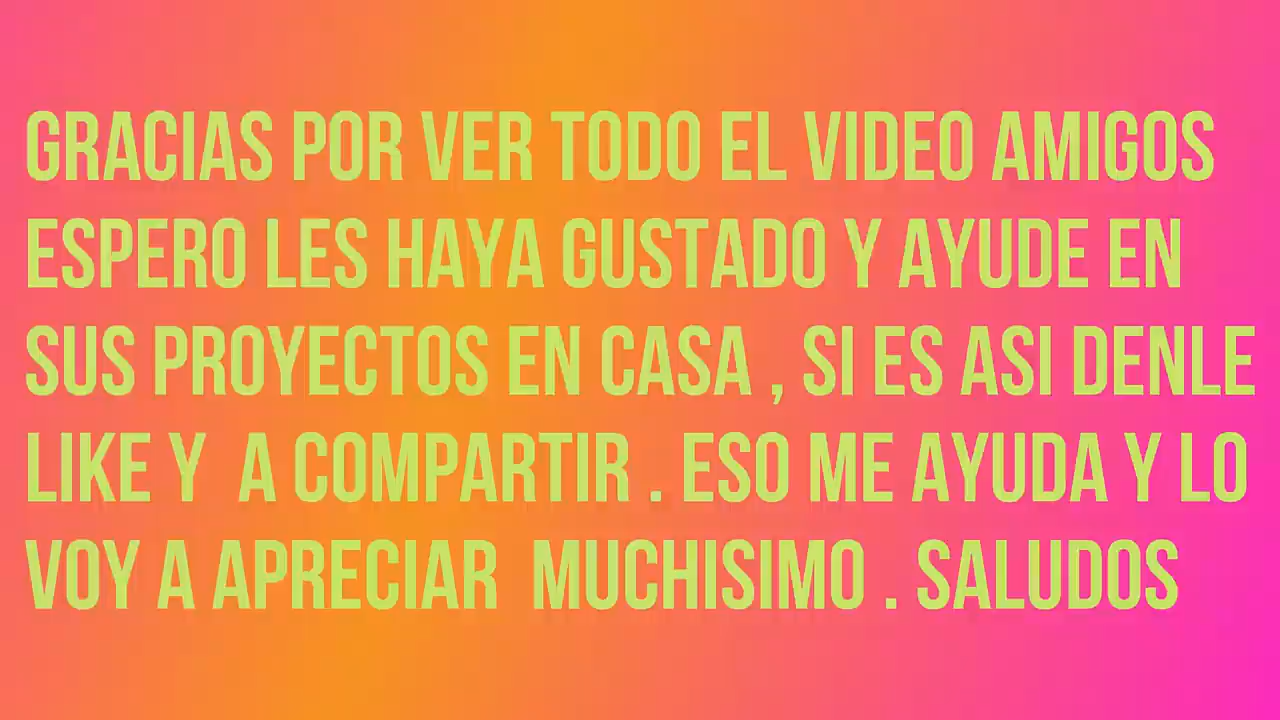 GRACIAS POR VER TODO EL VIDEO AMIGOS
ESPERO LES HAYA GUSTADO Y AYUDE EN
SUS PROYECTOS EN CASA , SI ES ASI DENLE
LIKE Y  A COMPARTIR . ESO ME AYUDA Y LO
VOY A APRECIAR  MUCHISIMO . SALUDOS